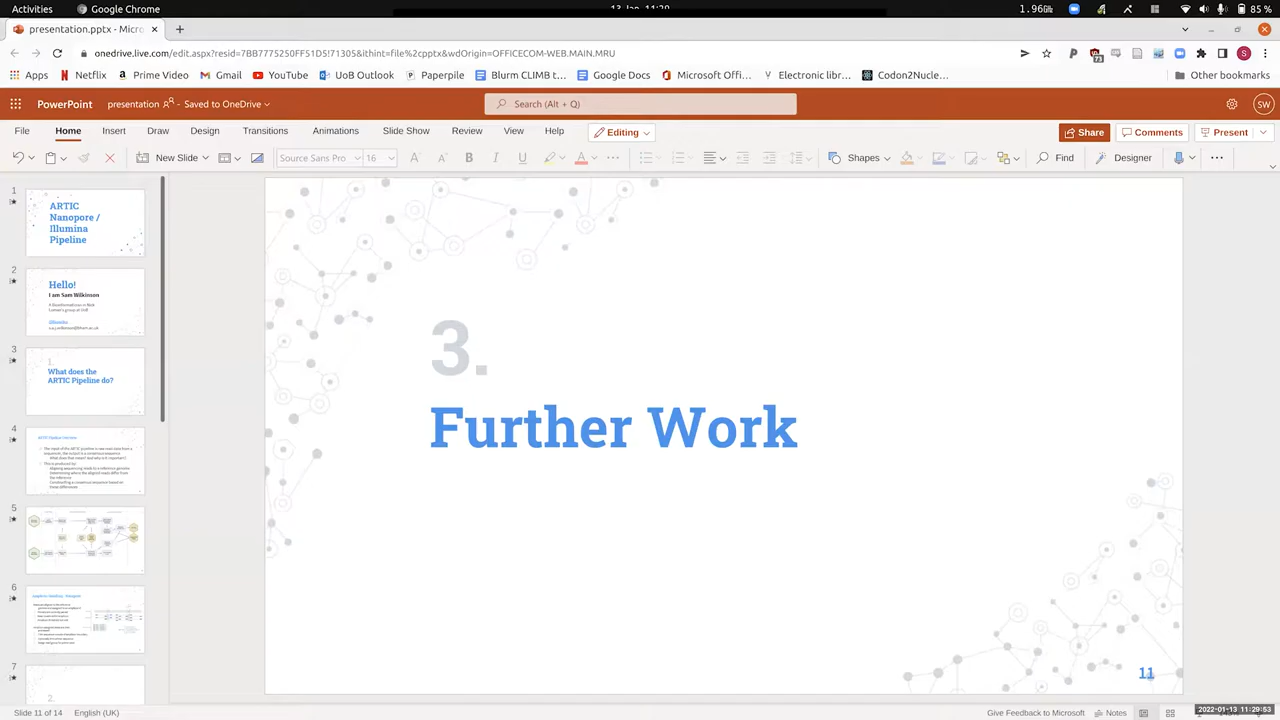 Activities
Google Chrome
1.96GiB
85 %
presentation.pptx - Micro
onedrive.live.com/edit.aspx?resid=7BB7775250FF51D5!71305&ithint=file%2cpptx&wdOrigin=OFFICECOM-WEB.MAIN.MRU
73
S
Apps
Netflix
Prime Video
Gmail
YouTube
UoB Outlook
Paperpile
Blurm CLIMB t...
Google Docs
Microsoft Offi...
Electronic libr...
Codon2Nucle...
Other bookmarks
PowerPoint
presentation - Saved to OneDrive
Search (Alt + Q)
SW
File
Home
Insert
Draw
Design
Transitions
Animations
Slide Show
Review
View
Help
Editing
Share
Comments
Present
New Slide
Source Sans Pro
16
Shapes
Find
Designer
1
ARTIC
Nanopore /
Illumina
Pipeline
2
Hello!
I am Sam Wilkinson
3
1.
What does the
ARTIC Pipeline do?
4
5
6
7
2.
3.
Further Work
11
Slide 11 of 14
English (UK)
Give Feedback to Microsoft
Notes
2022-01-13 11:29:53